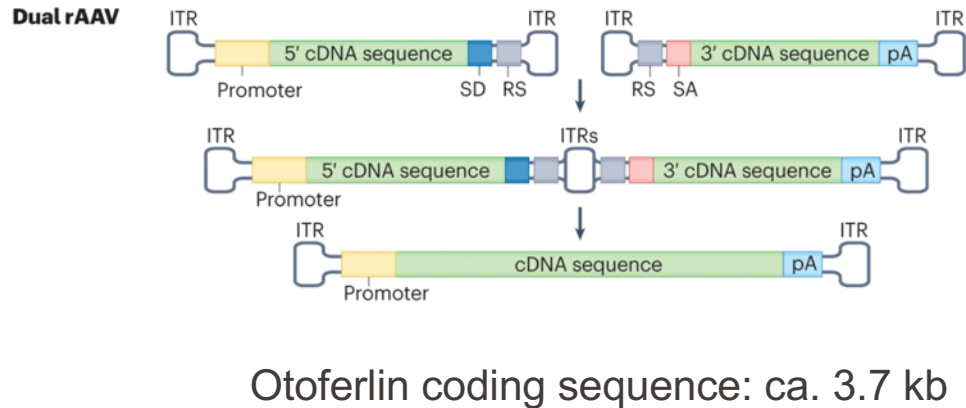 Dual rAAV
ITR ITR ITR ITR
5′ cDNA sequence 3′ cDNA sequence pA
Promoter SD RS RS SA
ITR ITRs ITR
5′ cDNA sequence 3′ cDNA sequence pA
Promoter
ITR ITR
cDNA sequence pA
Promoter
Otoferlin coding sequence: ca. 3.7 kb